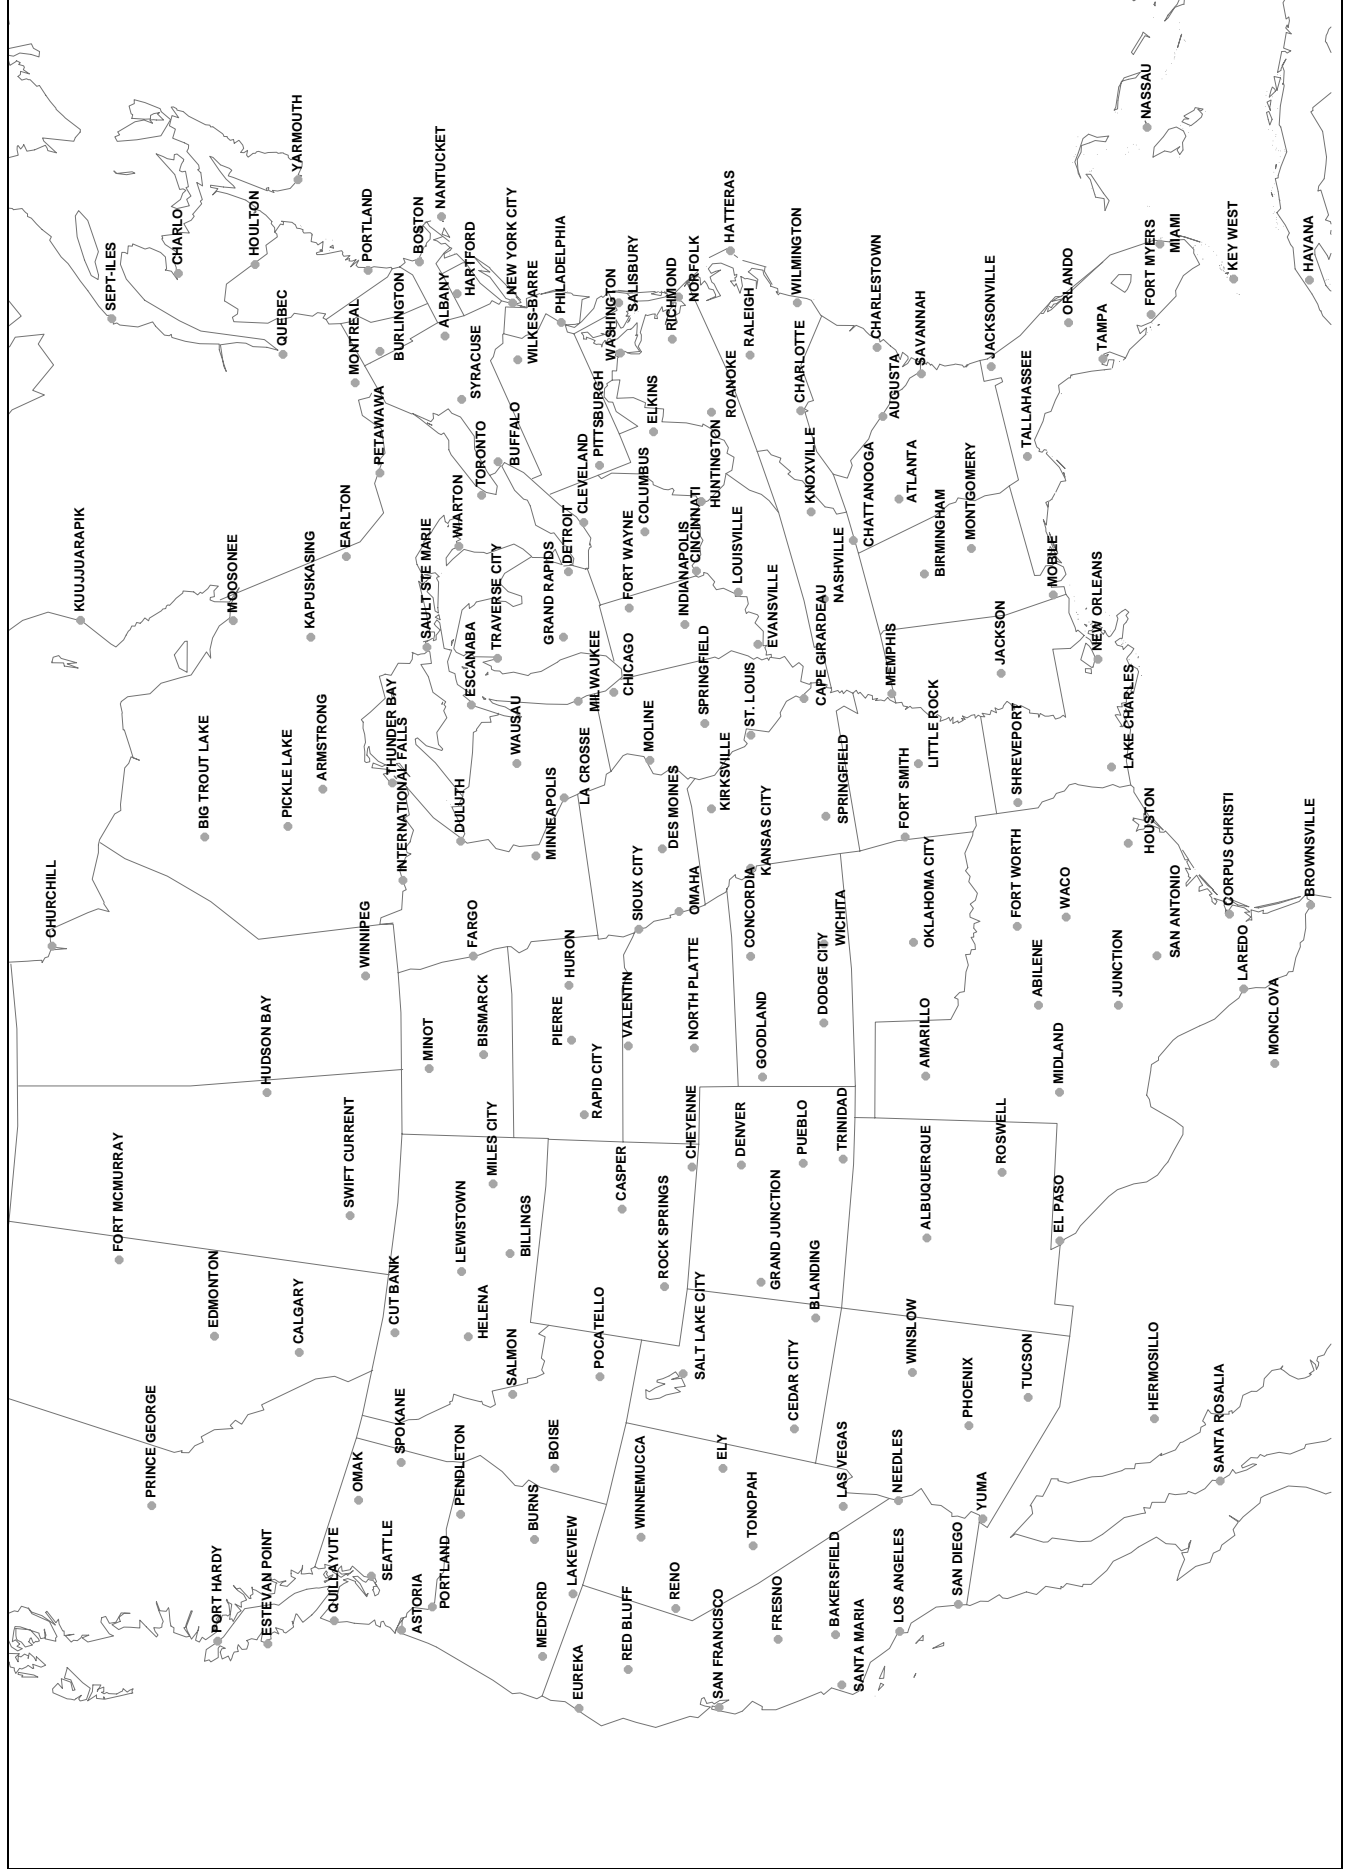 CHURCHILL
KUUJJUARAPIK
SEPT-ILES
FORT MCMURRAY
PRINCE GEORGE
CHARLO
BIG TROUT LAKE
EDMONTON
PORT HARDY
MOOSONEE
HOULTON
HUDSON BAY
ESTEVAN POINT
PICKLE LAKE
QUEBEC
CALGARY
YARMOUTH
KAPUSKASING
ARMSTRONG
QUILLAYUTE
EARLTON
SWIFT CURRENT
MONTREAL
OMAK
WINNIPEG
PORTLAND
SEATTLE
PETAWAWA
BURLINGTON
THUNDER BAY
CUT BANK
SPOKANE
INTERNATIONAL FALLS
ASTORIA
BOSTON
SAULT STE MARIE
MINOT
PORTLAND
NANTUCKET
ALBANY
WIARTON
HARTFORD
DULUTH
LEWISTOWN
PENDLETON
SYRACUSE
ESCANABA
FARGO
HELENA
TORONTO
BISMARCK
MILES CITY
TRAVERSE CITY
BUFFALO
NEW YORK CITY
SALMON
WAUSAU
BILLINGS
WILKES-BARRE
BURNS
MINNEAPOLIS
MEDFORD
BOISE
GRAND RAPIDS
PHILADELPHIA
DETROIT
PIERRE
HURON
LAKEVIEW
EUREKA
CLEVELAND
LA CROSSE
MILWAUKEE
RAPID CITY
PITTSBURGH
POCATELLO
WASHINGTON
CHICAGO
CASPER
SALISBURY
FORT WAYNE
VALENTIN
RED BLUFF
SIOUX CITY
WINNEMUCCA
COLUMBUS
MOLINE
ELKINS
DES MOINES
ROCK SPRINGS
RICHMOND
RENO
NORFOLK
INDIANAPOLIS
OMAHA
CHEYENNE
NORTH PLATTE
CINCINNATI
SALT LAKE CITY
HUNTINGTON
SPRINGFIELD
KIRKSVILLE
ROANOKE
SAN FRANCISCO
ELY
HATTERAS
LOUISVILLE
DENVER
RALEIGH
ST. LOUIS
CONCORDIA
TONOPAH
KANSAS CITY
EVANSVILLE
GOODLAND
GRAND JUNCTION
FRESNO
WILMINGTON
CHARLOTTE
CEDAR CITY
PUEBLO
KNOXVILLE
CAPE GIRARDEAU
BLANDING
DODGE CITY
WICHITA
NASHVILLE
SPRINGFIELD
BAKERSFIELD
TRINIDAD
LAS VEGAS
SANTA MARIA
CHATTANOOGA
CHARLESTOWN
AUGUSTA
MEMPHIS
ATLANTA
NEEDLES
LOS ANGELES
FORT SMITH
WINSLOW
OKLAHOMA CITY
LITTLE ROCK
SAVANNAH
BIRMINGHAM
AMARILLO
ALBUQUERQUE
SAN DIEGO
PHOENIX
MONTGOMERY
YUMA
JACKSONVILLE
JACKSON
ROSWELL
SHREVEPORT
FORT WORTH
TALLAHASSEE
TUCSON
ABILENE
MOBILE
MIDLAND
EL PASO
WACO
ORLANDO
NEW ORLEANS
TAMPA
JUNCTION
LAKE CHARLES
NASSAU
HOUSTON
FORT MYERS
MIAMI
HERMOSILLO
SAN ANTONIO
SANTA ROSALIA
CORPUS CHRISTI
KEY WEST
LAREDO
MONCLOVA
HAVANA
BROWNSVILLE